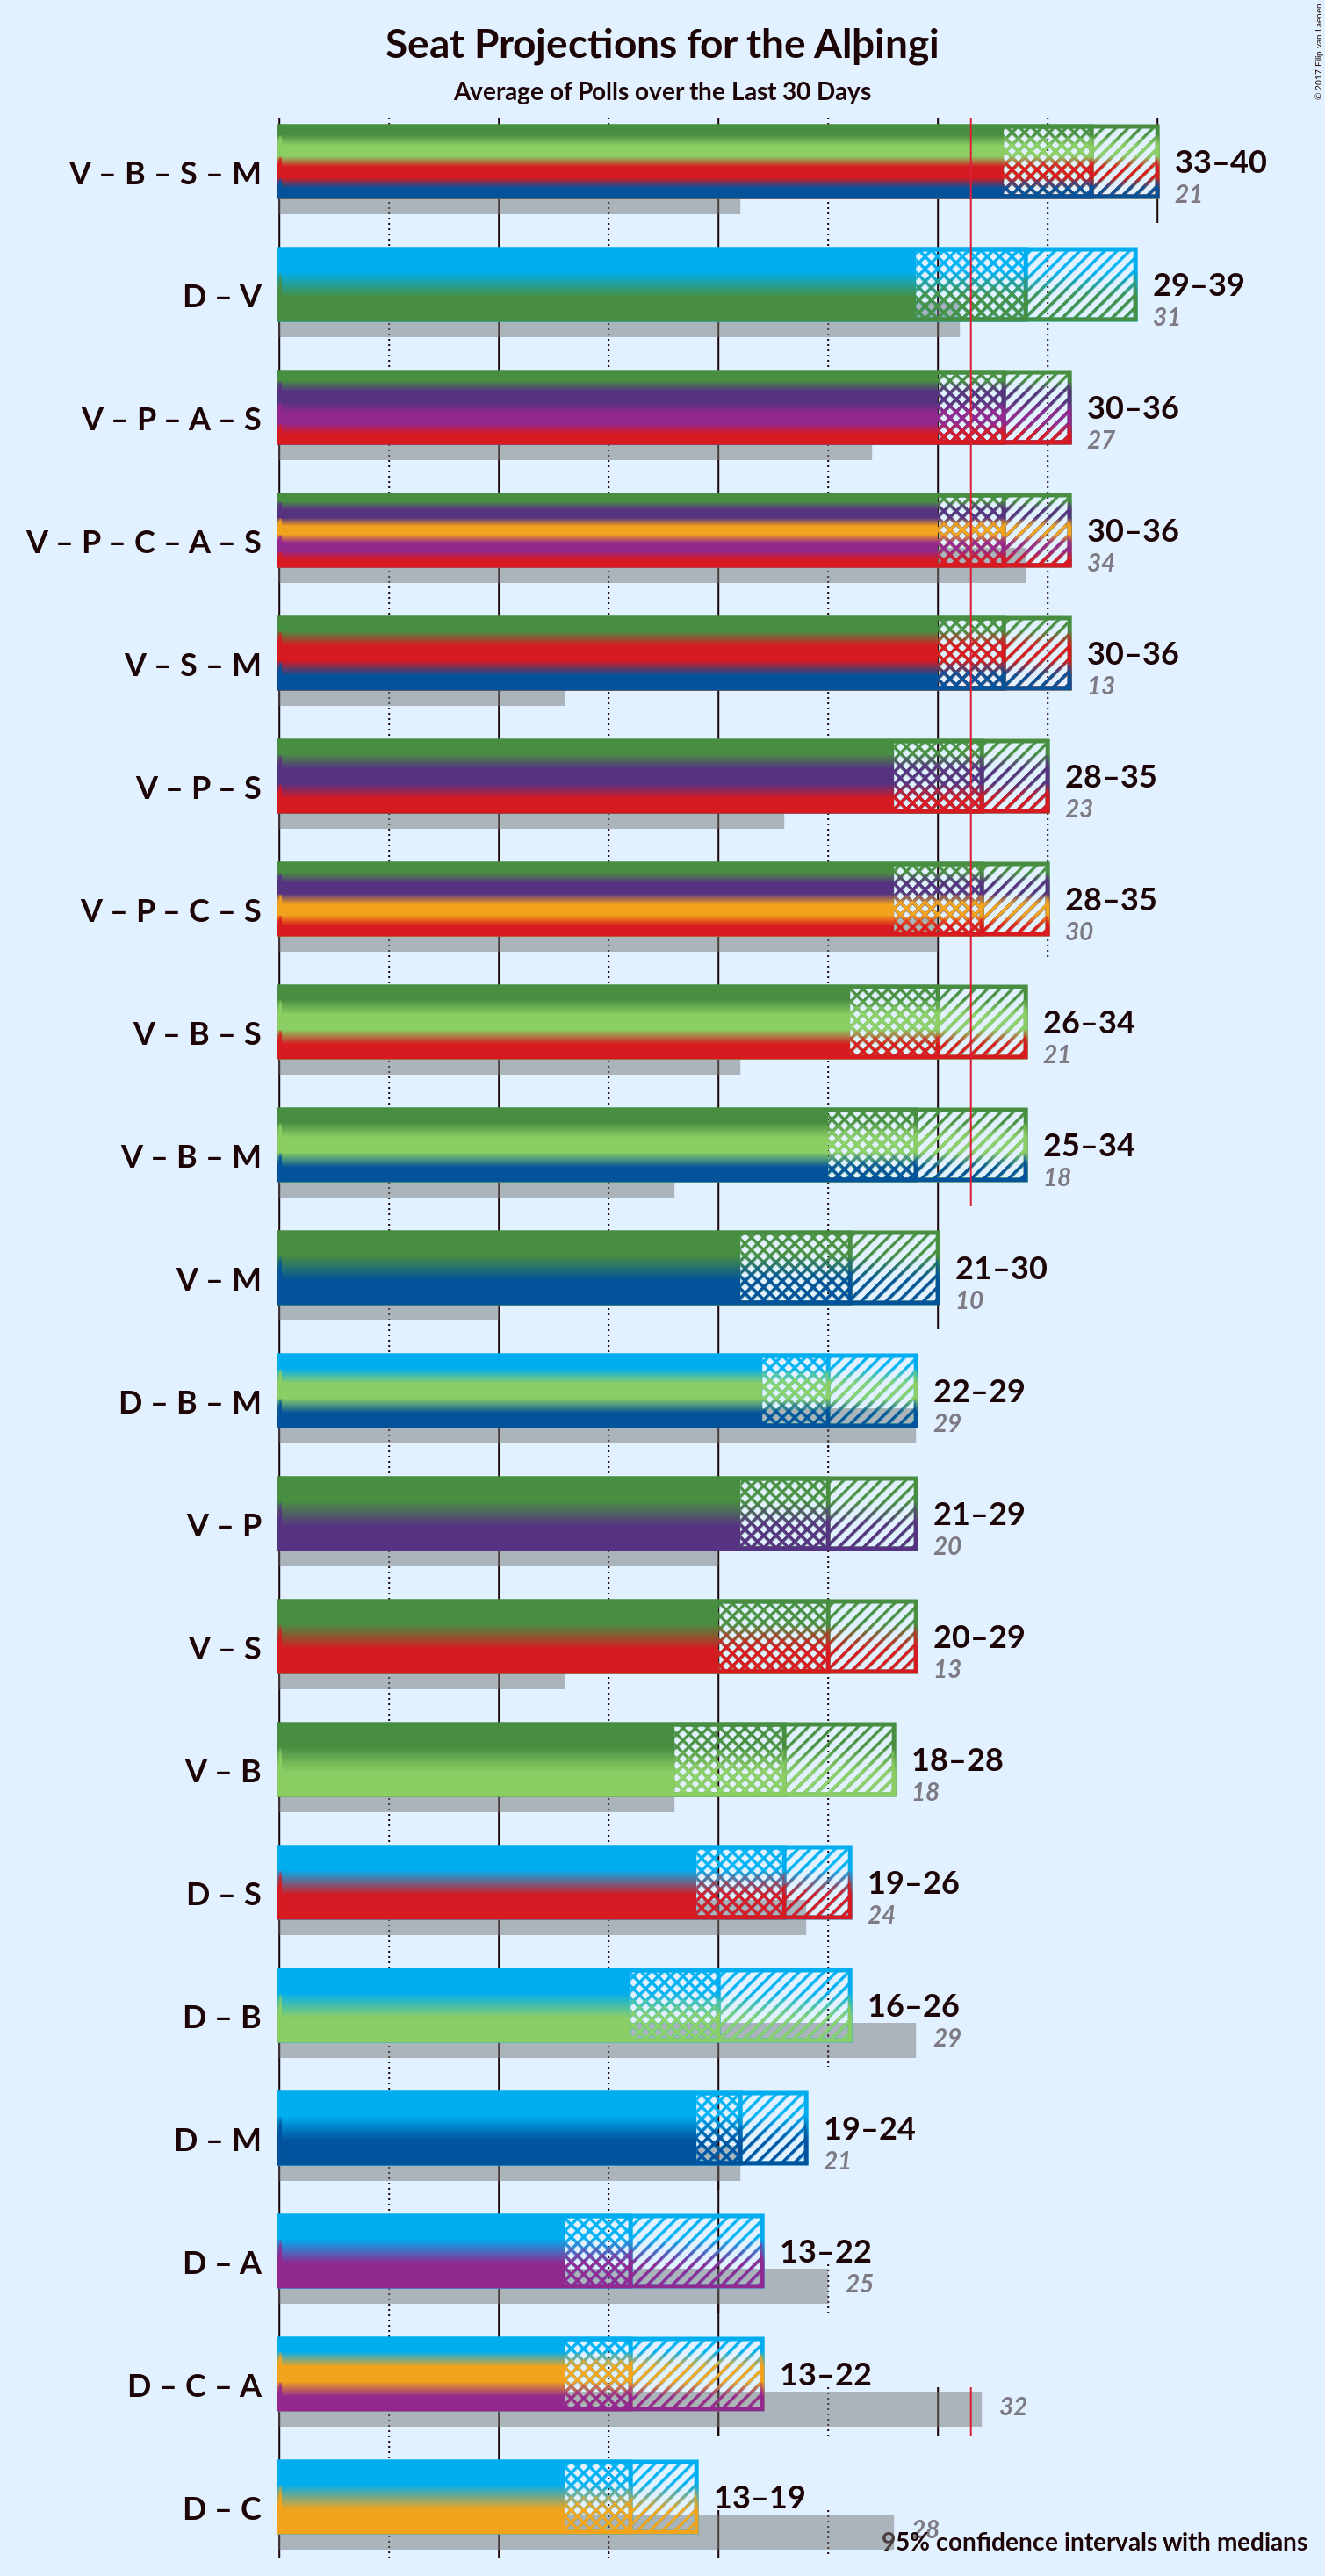 Seat Projections for the Alþingi
Average of Polls over the Last 30 Days
© 2017 Filip van Laenen
V – B – S – M
33–40
21
D – V
29–39
31
V – P – A – S
30–36
27
V – P – C – A – S
30–36
34
V – S – M
30–36
13
V – P – S
28–35
23
V – P – C – S
28–35
30
V – B – S
26–34
21
V – B – M
25–34
18
V – M
21–30
10
D – B – M
22–29
29
V – P
21–29
20
V – S
20–29
13
V – B
18–28
18
D – S
19–26
24
D – B
16–26
29
D – M
19–24
21
D – A
13–22
25
D – C – A
13–22
32
D – C
13–19
28
95% confidence intervals with medians